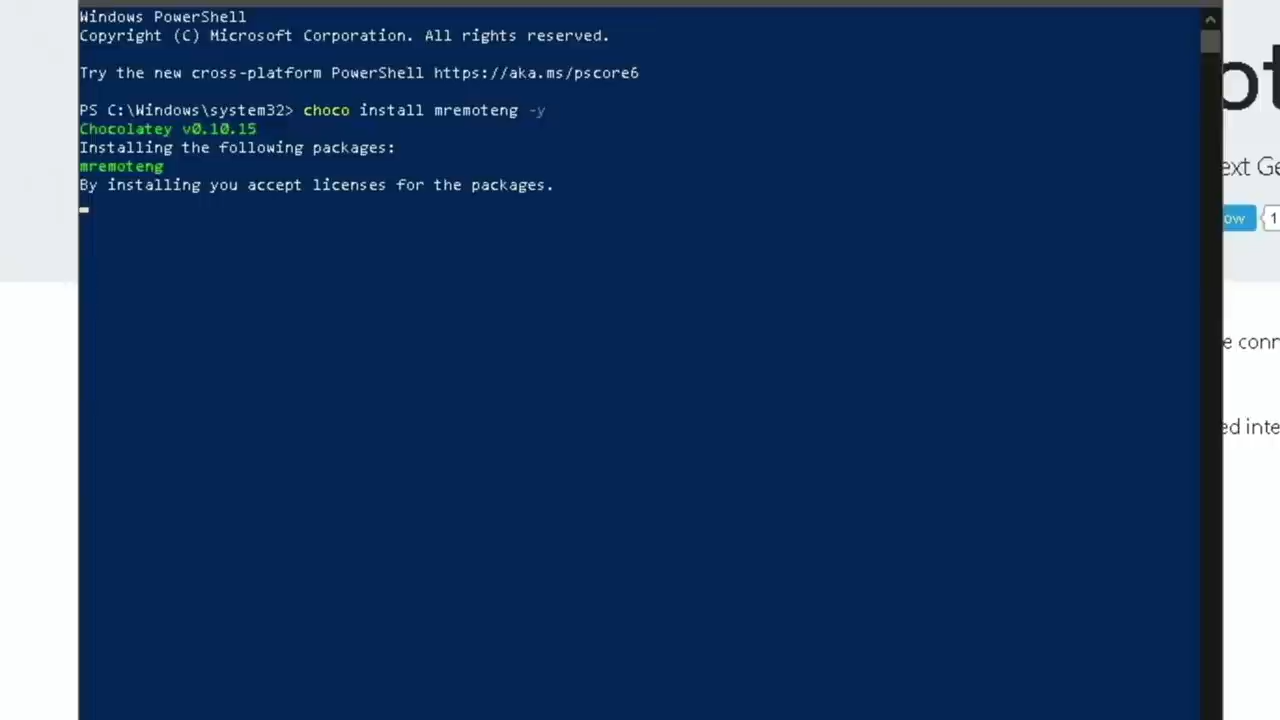 Windows PowerShell
Copyright (C) Microsoft Corporation. All rights reserved.
Try the new cross-platform PowerShell https://aka.ms/pscore6
PS C:\Windows\system32> choco install mremoteng -y
Chocolatey v0.10.15
Installing the following packages:
mremoteng
By installing you accept licenses for the packages.
ot
ext Ge
ow
1
e conn
ed inte